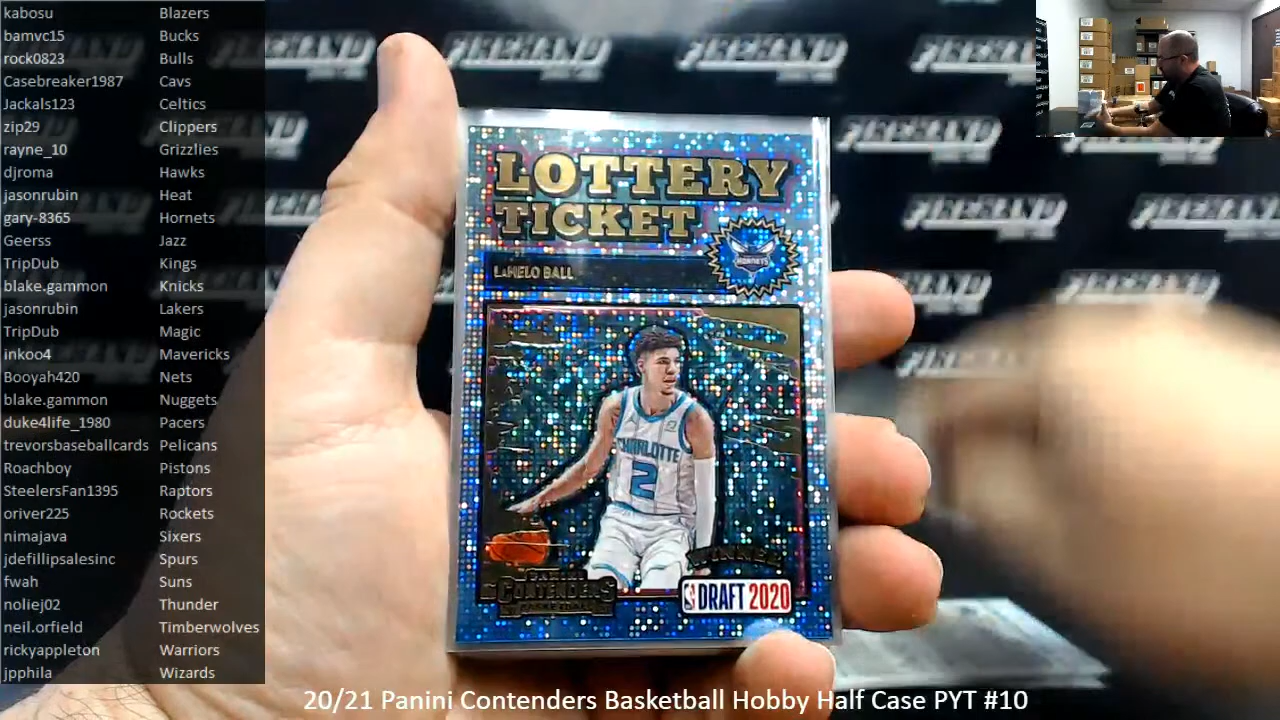 kabosu Blazers
bamvc15 Bucks
rock0823 Bulls
Casebreaker1987 Cavs
Jackals123 Celtics
zip29 Clippers
rayne_10 Grizzlies
djroma Hawks
jasonrubin Heat
gary-8365 Hornets
Geerss Jazz
TripDub Kings
blake.gammon Knicks
jasonrubin Lakers
TripDub Magic
inkoo4 Mavericks
Booyah420 Nets
blake.gammon Nuggets
duke4life_1980 Pacers
trevorsbaseballcards Pelicans
Roachboy Pistons
SteelersFan1395 Raptors
oriver225 Rockets
nimajava Sixers
jdefillipsalesinc Spurs
fwah Suns
noliej02 Thunder
neil.orfield Timberwolves
rickyappleton Warriors
jpphila Wizards
LOTTERY
TICKET
HORNETS
LaMELO BALL
CHARLOTTE
2
WINNER
PANINI
CONTENDERS
BASKETBALL
DRAFT 2020
FIREHAND
20/21 Panini Contenders Basketball Hobby Half Case PYT #10